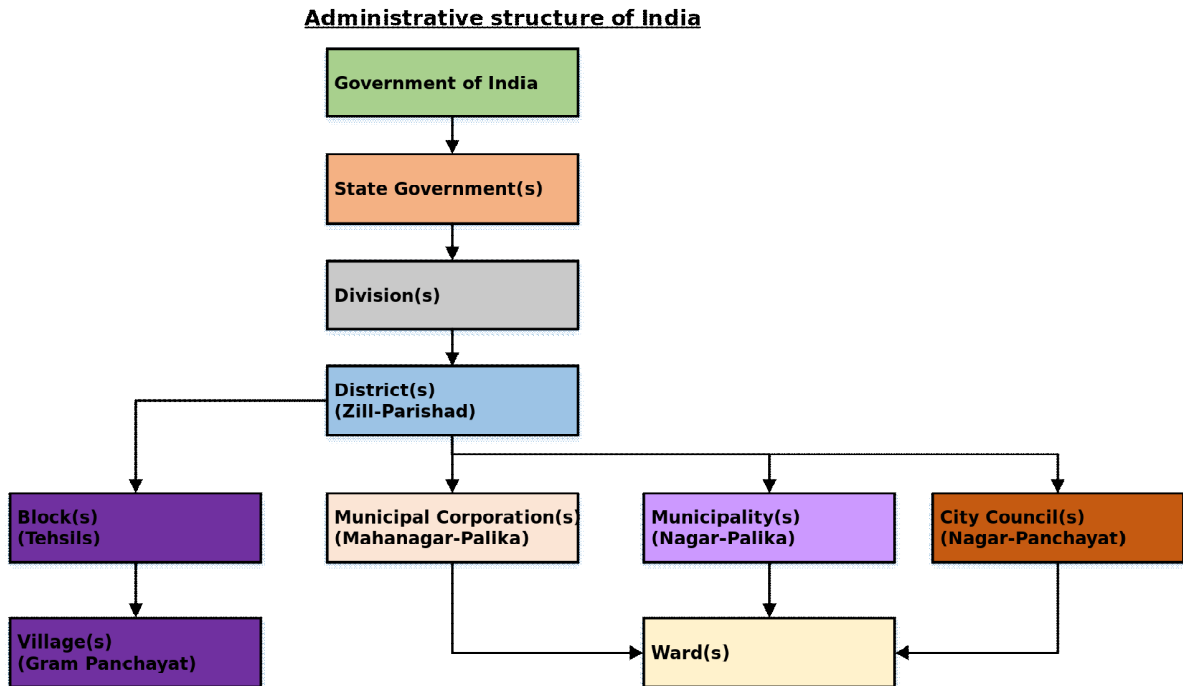 Administrative structure of India
Government of India
State Government(s)
Division(s)
District(s)
(Zill-Parishad)
Block(s)
(Tehsils)
Municipal Corporation(s)
(Mahanagar-Palika)
Municipality(s)
(Nagar-Palika)
City Council(s)
(Nagar-Panchayat)
Village(s)
(Gram Panchayat)
Ward(s)